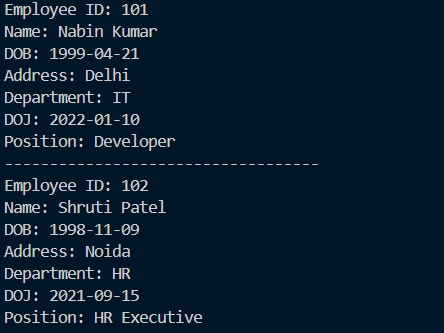 Employee ID: 101
Name: Nabin Kumar
DOB: 1999-04-21
Address: Delhi
Department: IT
DOJ: 2022-01-10
Position: Developer
-----------------------------------
Employee ID: 102
Name: Shruti Patel
DOB: 1998-11-09
Address: Noida
Department: HR
DOJ: 2021-09-15
Position: HR Executive